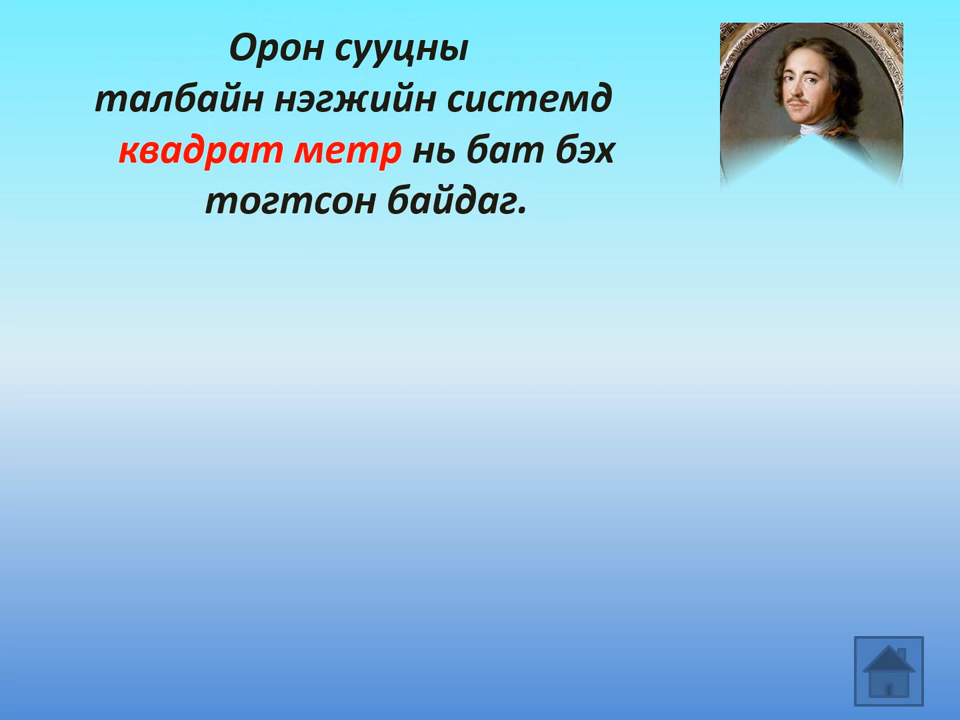 Орон сууцны
талбайн нэгжийн системд
квадрат метр нь бат бэх
тогтсон байдаг.